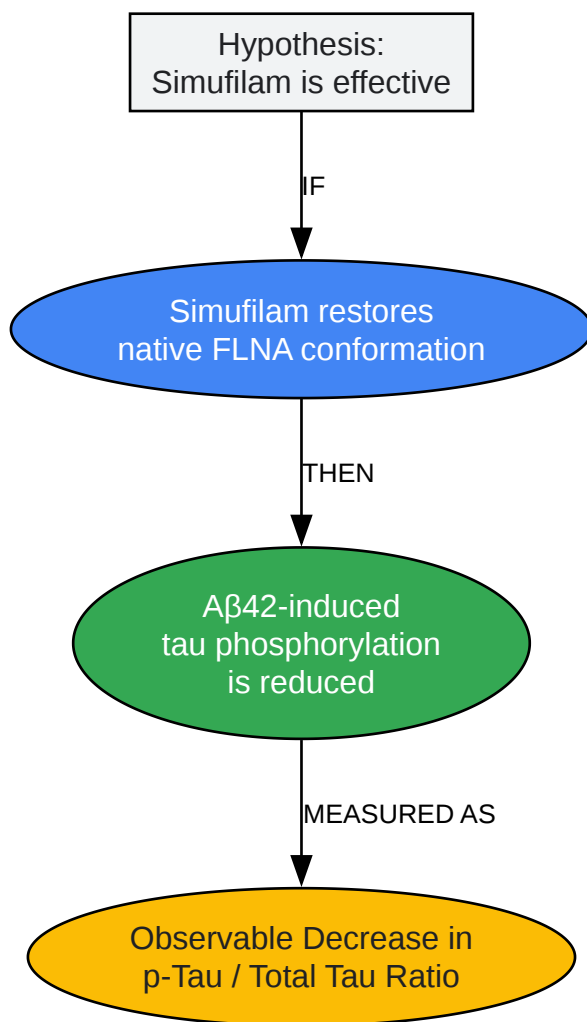 Hypothesis:
Simufilam is effective
IF
Simufilam restores
native FLNA conformation
THEN
Aβ42-induced
tau phosphorylation
is reduced
MEASURED AS
Observable Decrease in
p-Tau / Total Tau Ratio